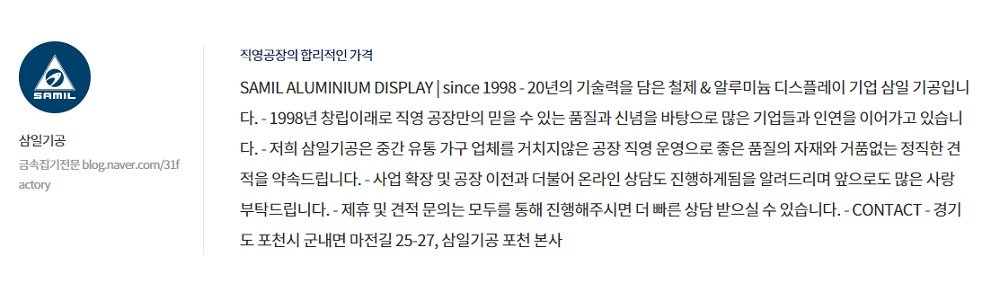 SAMIL
삼일기공
금속집기전문 blog.naver.com/31f
actory
직영공장의 합리적인 가격
SAMIL ALUMINIUM DISPLAY | since 1998 - 20년의 기술력을 담은 철제 & 알루미늄 디스플레이 기업 삼일 기공입니
다. - 1998년 창립이래로 직영 공장만의 믿을 수 있는 품질과 신념을 바탕으로 많은 기업들과 인연을 이어가고 있습니
다. - 저희 삼일기공은 중간 유통 가구 업체를 거치지않은 공장 직영 운영으로 좋은 품질의 자재와 거품없는 정직한 견
적을 약속드립니다. - 사업 확장 및 공장 이전과 더불어 온라인 상담도 진행하게됨을 알려드리며 앞으로도 많은 사랑
부탁드립니다. - 제휴 및 견적 문의는 모두를 통해 진행해주시면 더 빠른 상담 받으실 수 있습니다. - CONTACT - 경기
도 포천시 군내면 마전길 25-27, 삼일기공 포천 본사